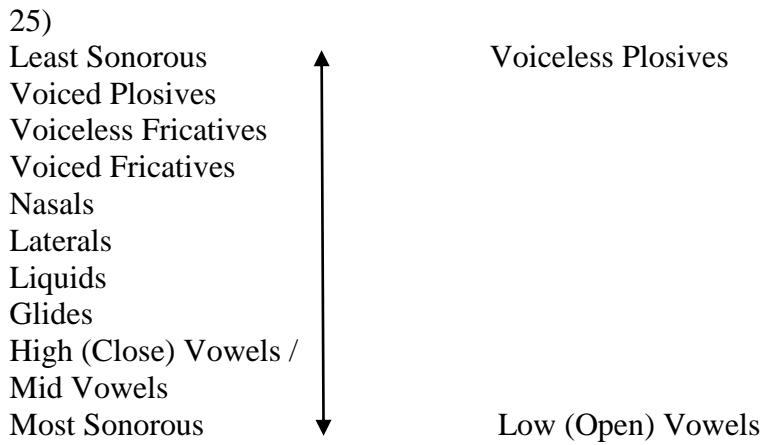 25)
Least Sonorous Voiceless Plosives
Voiced Plosives
Voiceless Fricatives
Voiced Fricatives
Nasals
Laterals
Liquids
Glides
High (Close) Vowels /
Mid Vowels
Most Sonorous Low (Open) Vowels